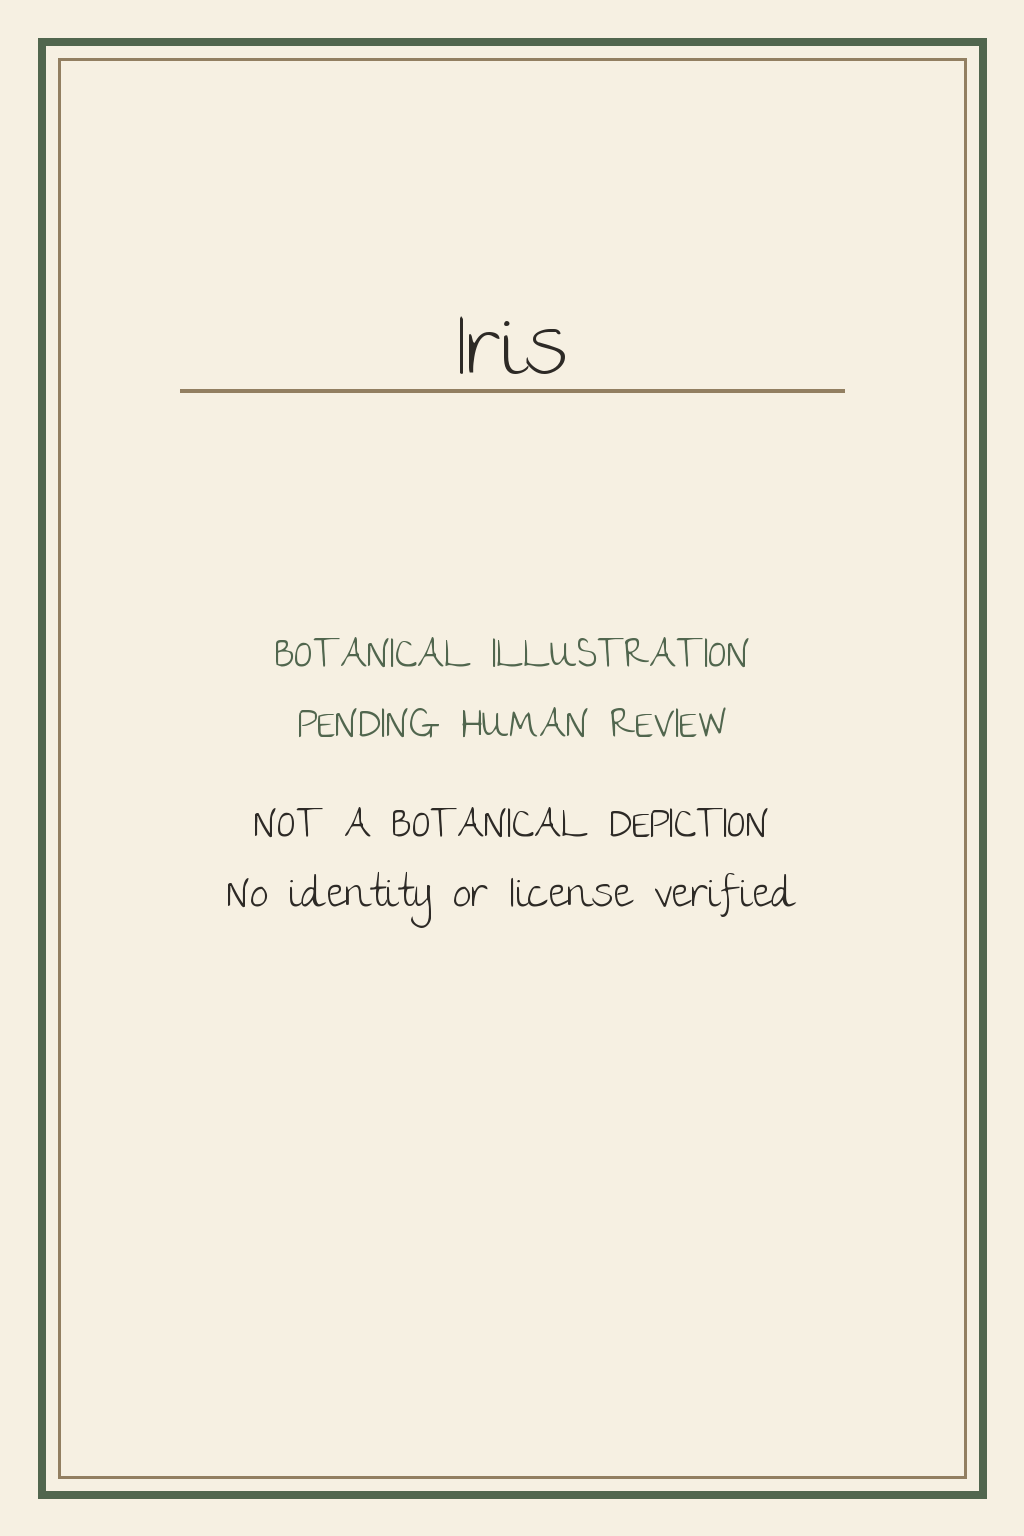 Iris
BOTANICAL ILLUSTRATION
PENDING HUMAN REVIEW
NOT A BOTANICAL DEPICTION
No identity or license verified